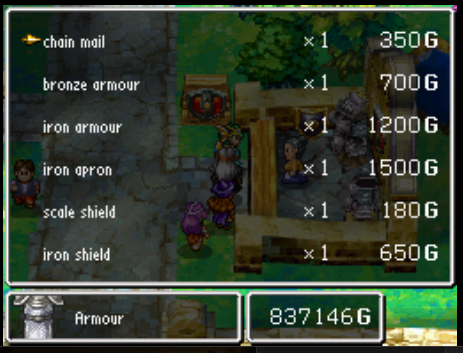 chain mail ×1 350G
bronze armour ×1 700G
iron armour ×1 1200G
iron apron ×1 1500G
scale shield ×1 180G
iron shield ×1 650G
Armour 837146G